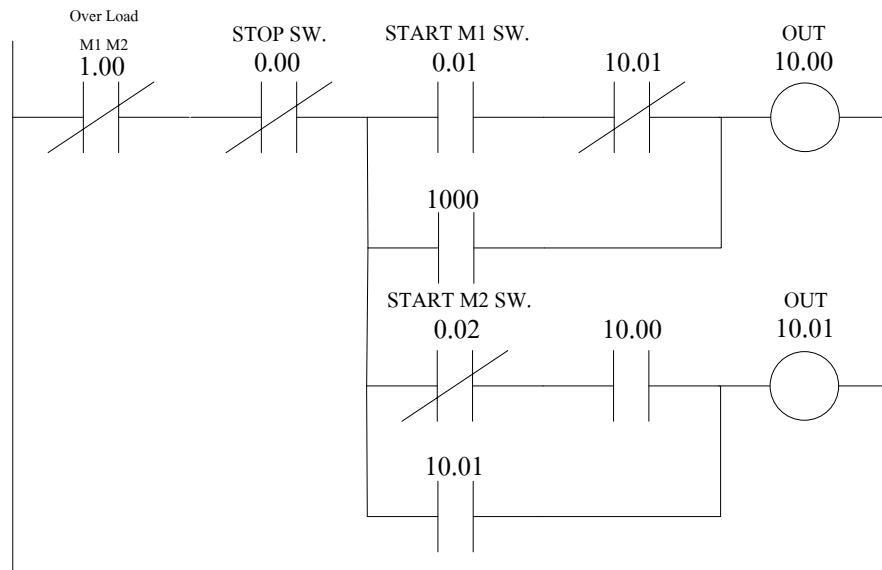 Over Load
M1 M2
1.00
STOP SW.
0.00
START M1 SW.
0.01
10.01
OUT
10.00
1000
START M2 SW.
0.02
10.00
OUT
10.01
10.01